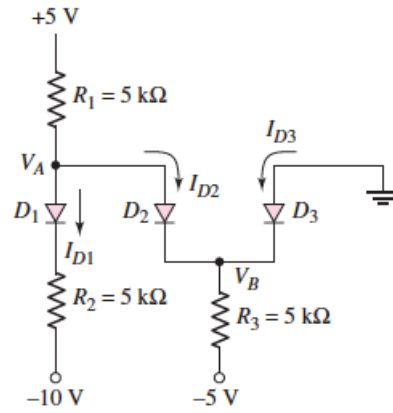 +5 V
R1 = 5 kΩ
ID3
VA
ID2
D1
D2
D3
ID1
VB
R2 = 5 kΩ
R3 = 5 kΩ
−10 V
−5 V